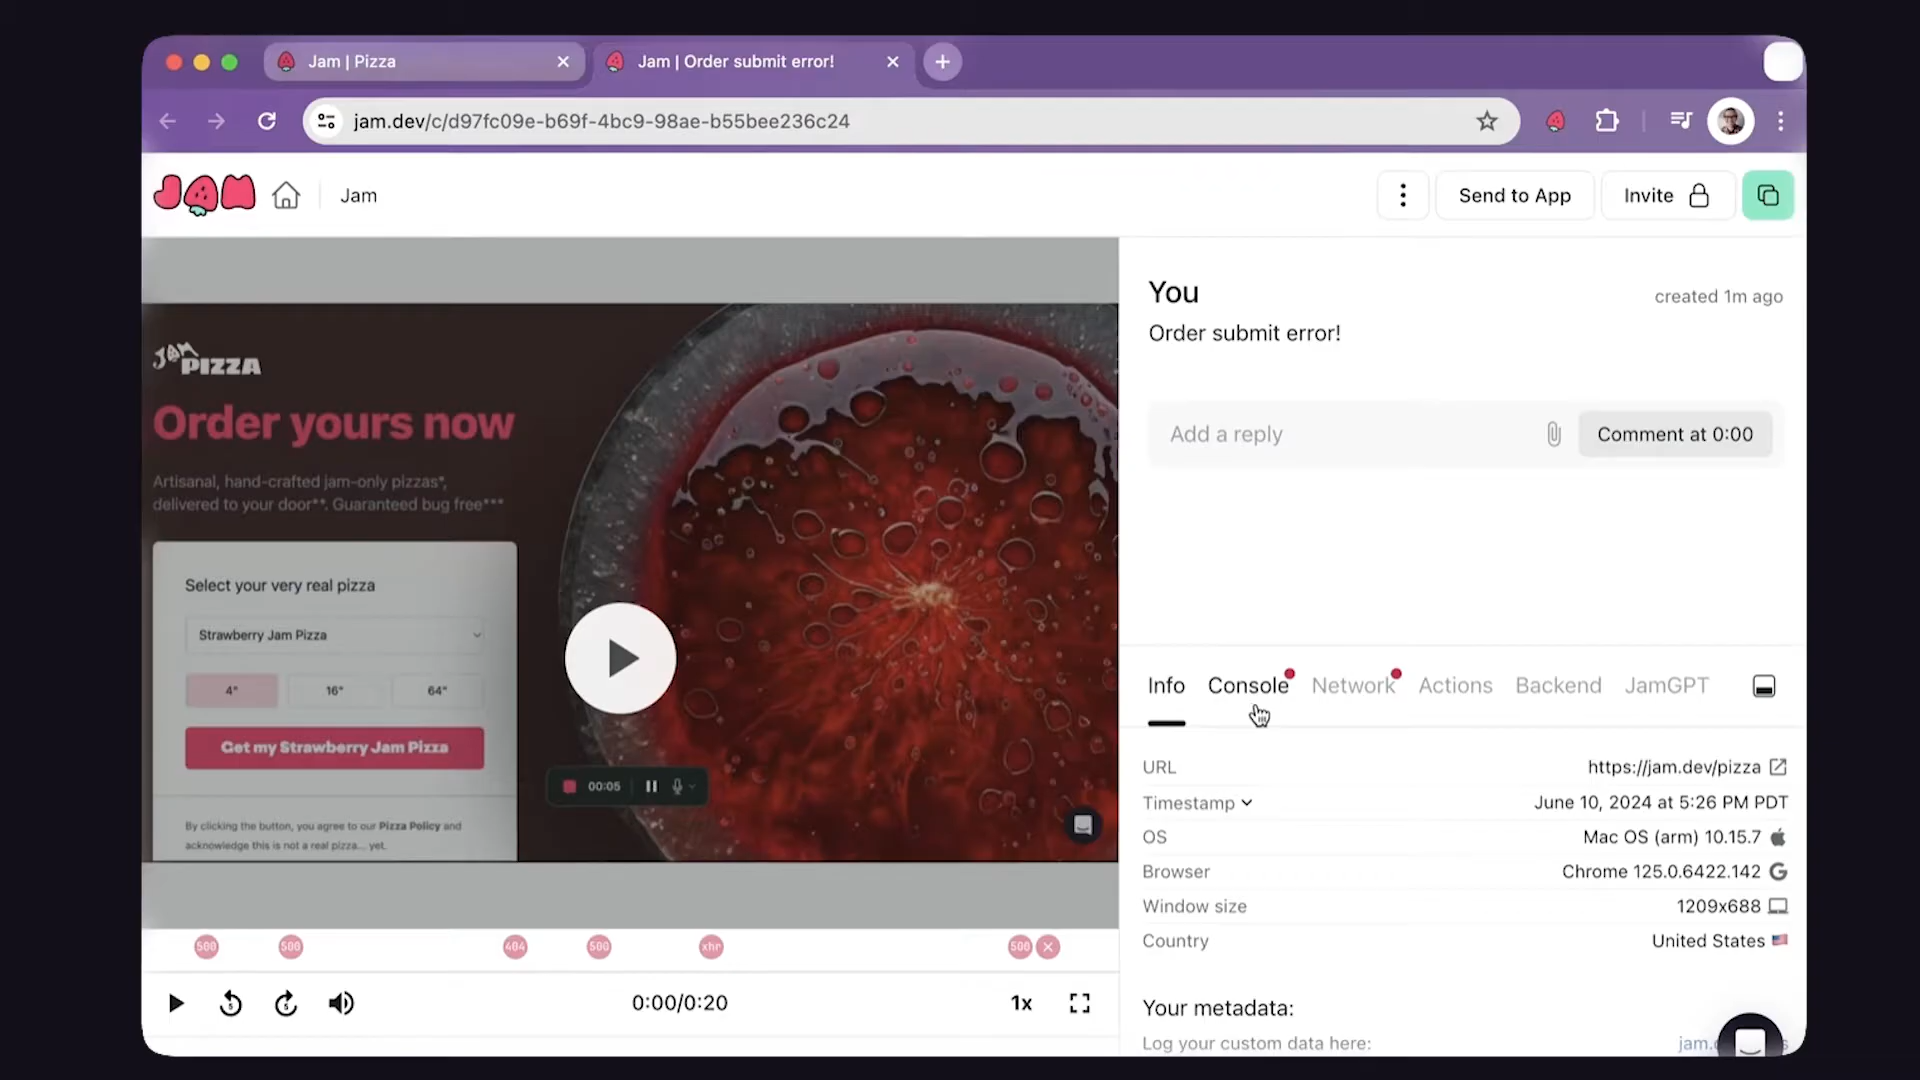 Jam | Pizza
Jam | Order submit error!
jam.dev/c/d97fc09e-b69f-4bc9-98ae-b55bee236c24
JAM
Jam
Send to App
Invite
JAM PIZZA
Order yours now
Artisanal, hand-crafted jam-only pizzas*,
delivered to your door**. Guaranteed bug free***
Select your very real pizza
Strawberry Jam Pizza
4"
16"
64"
Get my Strawberry Jam Pizza
By clicking the button, you agree to our Pizza Policy and
acknowledge this is not a real pizza... yet.
00:05
500
500
404
500
xhr
500
5
5
0:00/0:20
1x
You
created 1m ago
Order submit error!
Add a reply
Comment at 0:00
Info
Console
Network
Actions
Backend
JamGPT
URL
https://jam.dev/pizza
Timestamp
June 10, 2024 at 5:26 PM PDT
OS
Mac OS (arm) 10.15.7
Browser
Chrome 125.0.6422.142
G
Window size
1209x688
Country
United States
Your metadata:
Log your custom data here: